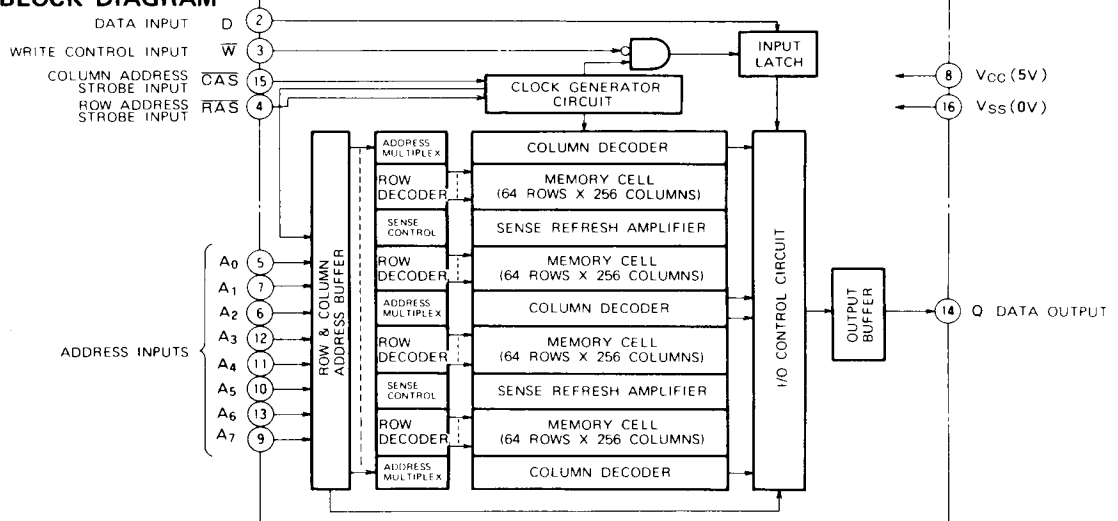 BLOCK DIAGRAM
DATA INPUT D 2
WRITE CONTROL INPUT W̅ 3
COLUMN ADDRESS
STROBE INPUT C̅A̅S̅ 15
ROW ADDRESS
STROBE INPUT R̅A̅S̅ 4
INPUT
LATCH
CLOCK GENERATOR
CIRCUIT
8 VCC (5V)
16 VSS (0V)
ADDRESS INPUTS
A0 5
A1 7
A2 6
A3 12
A4 11
A5 10
A6 13
A7 9
ROW & COLUMN
ADDRESS BUFFER
ADDRESS
MULTIPLEX
COLUMN DECODER
ROW
DECODER
MEMORY CELL
(64 ROWS X 256 COLUMNS)
SENSE
CONTROL
SENSE REFRESH AMPLIFIER
ROW
DECODER
MEMORY CELL
(64 ROWS X 256 COLUMNS)
ADDRESS
MULTIPLEX
COLUMN DECODER
ROW
DECODER
MEMORY CELL
(64 ROWS X 256 COLUMNS)
SENSE
CONTROL
SENSE REFRESH AMPLIFIER
ROW
DECODER
MEMORY CELL
(64 ROWS X 256 COLUMNS)
ADDRESS
MULTIPLEX
COLUMN DECODER
I/O CONTROL CIRCUIT
OUTPUT
BUFFER
14 Q DATA OUTPUT